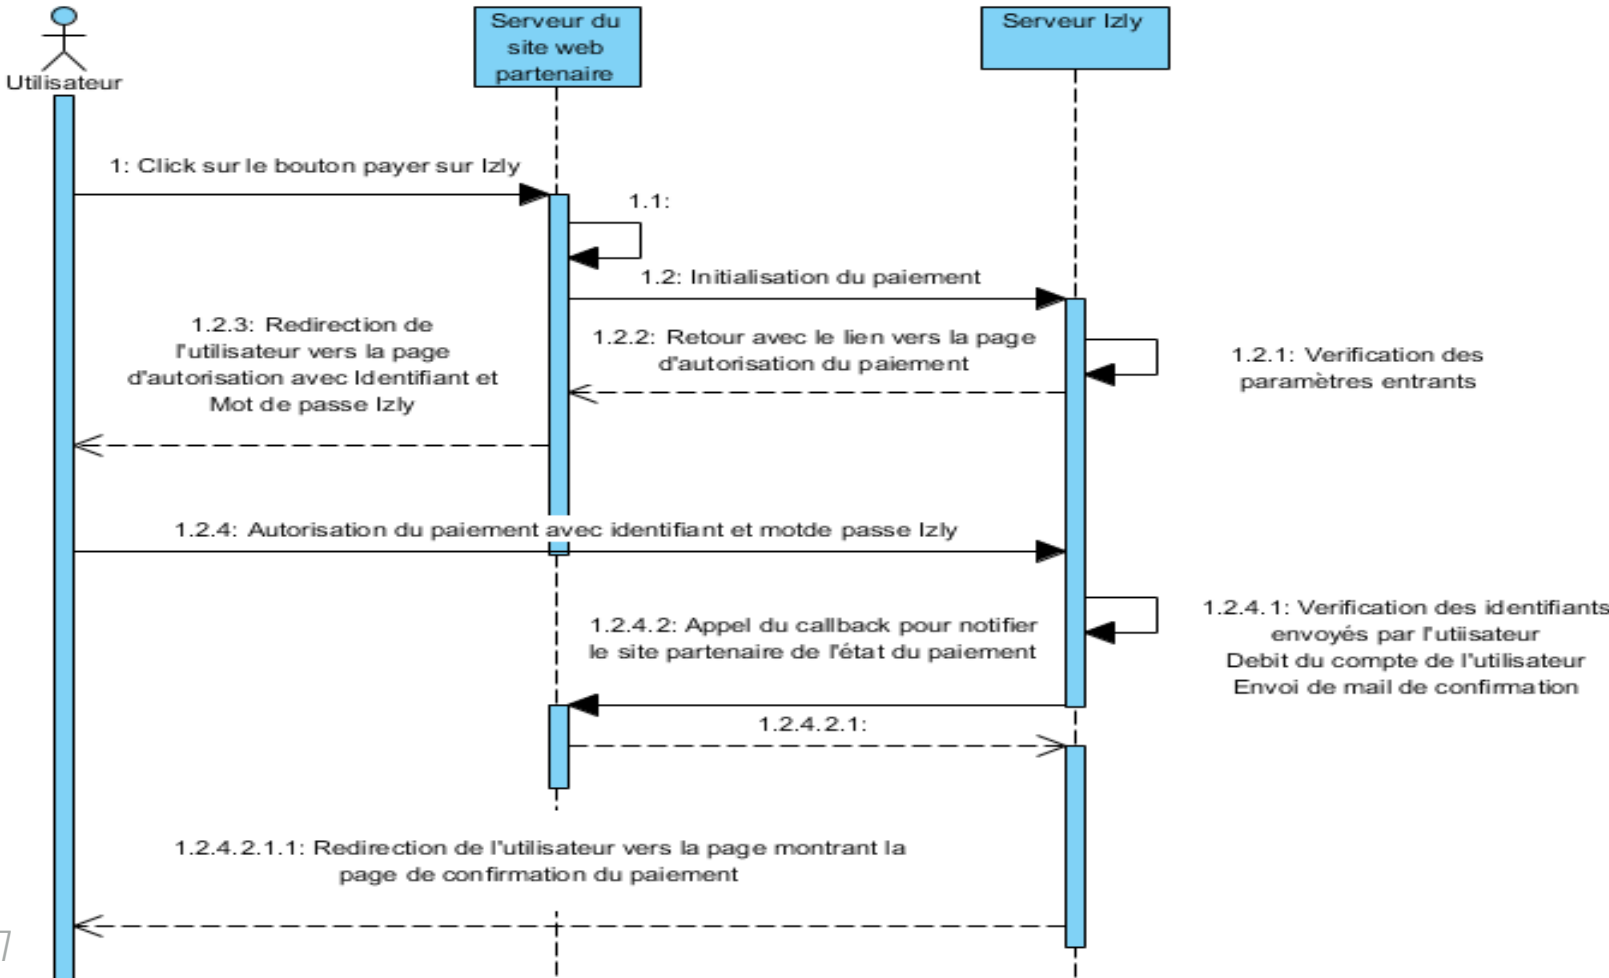 Utilisateur
Serveur du
site web
partenaire
Serveur Izly
1: Click sur le bouton payer sur Izly
1.1:
1.2: Initialisation du paiement
1.2.3: Redirection de
l'utilisateur vers la page
d'autorisation avec Identifiant et
Mot de passe Izly
1.2.2: Retour avec le lien vers la page
d'autorisation du paiement
1.2.1: Verification des
paramètres entrants
1.2.4: Autorisation du paiement avec identifiant et motde passe Izly
1.2.4.2: Appel du callback pour notifier
le site partenaire de l'état du paiement
1.2.4.1: Verification des identifiants
envoyés par l'utiisateur
Debit du compte de l'utilisateur
Envoi de mail de confirmation
1.2.4.2.1:
1.2.4.2.1.1: Redirection de l'utilisateur vers la page montrant la
page de confirmation du paiement
7